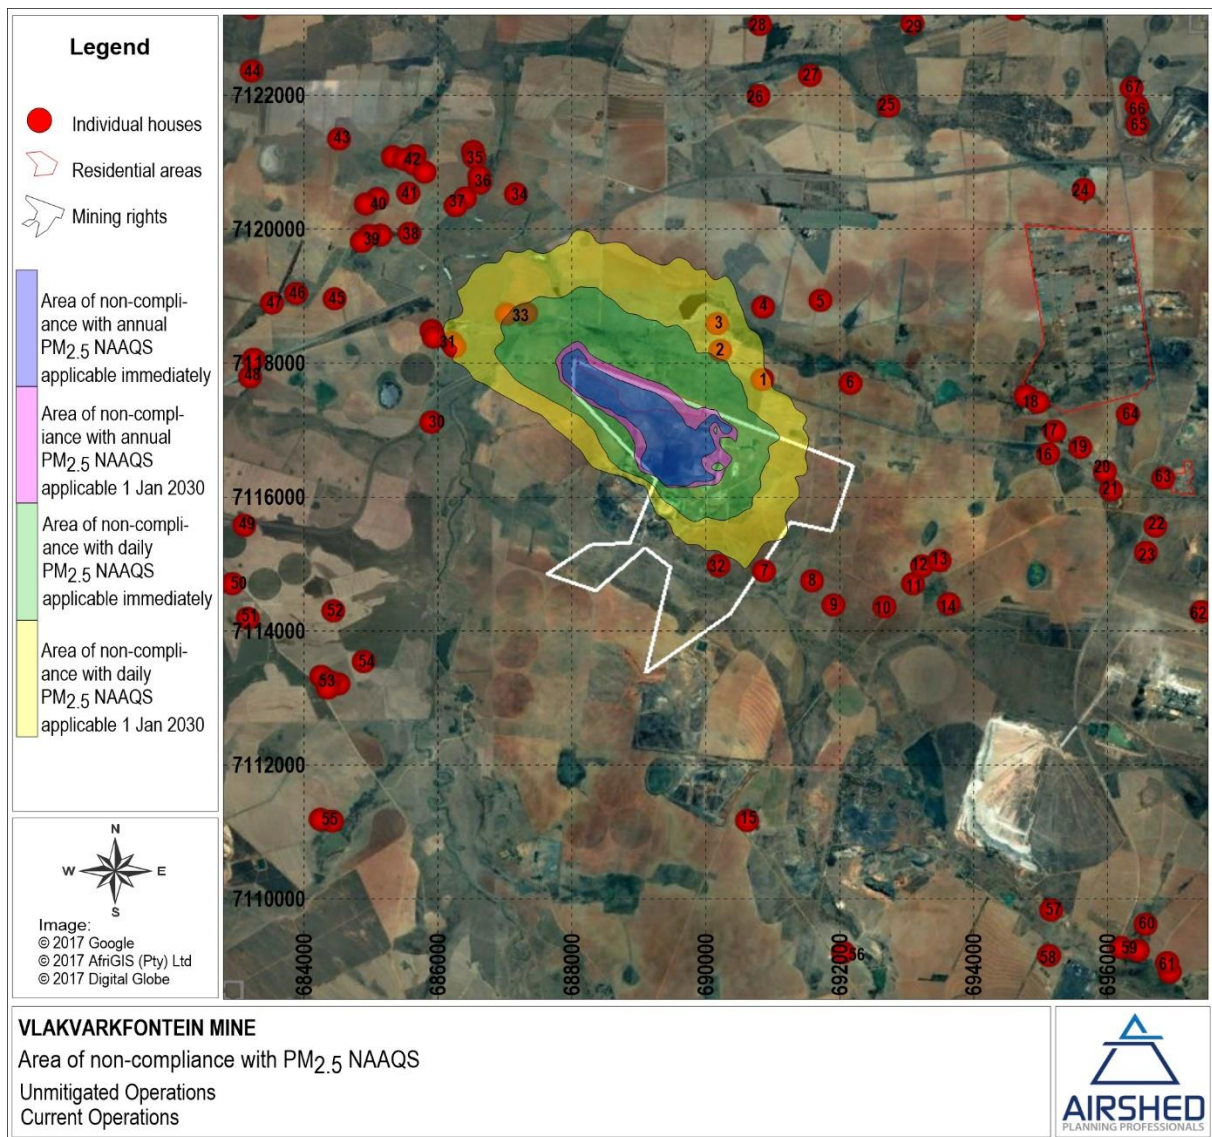 Legend
Individual houses
Residential areas
Mining rights
Area of non-compli-
ance with annual
PM2.5 NAAQS
applicable immediately
Area of non-compl-
iance with annual
PM2.5 NAAQS
applicable 1 Jan 2030
Area of non-compli-
ance with daily
PM2.5 NAAQS
applicable immediately
Area of non-compli-
ance with daily
PM2.5 NAAQS
applicable 1 Jan 2030
N
W E
S
Image:
© 2017 Google
© 2017 AfriGIS (Pty) Ltd
© 2017 Digital Globe
28 29
44 27 67
7122000 26 25 66
65
43 42 35
36 24
41 34
40 37
7120000 39 38
47 46 45 4 5
33 3
31 2
7118000
48 1 6
18
30 64
17
19
16
20 63
7116000 21
49 22
23
32 7 12 13
50 8 11
51 52 9 10 14 62
7114000
54
53
7112000
55 15
7110000 57
60
56 58 59
61
684000 686000 688000 690000 692000 694000 696000
VLAKVARKFONTEIN MINE
Area of non-compliance with PM2.5 NAAQS
Unmitigated Operations
Current Operations
AIRSHED
PLANNING PROFESSIONALS